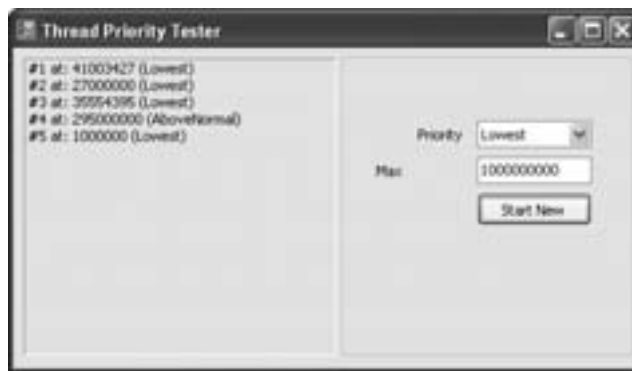 Thread Priority Tester
#1 at: 41003427 (Lowest)
#2 at: 27000000 (Lowest)
#3 at: 35554395 (Lowest)
#4 at: 295000000 (AboveNormal)
#5 at: 1000000 (Lowest)
Priority Lowest
Max 1000000000
Start New